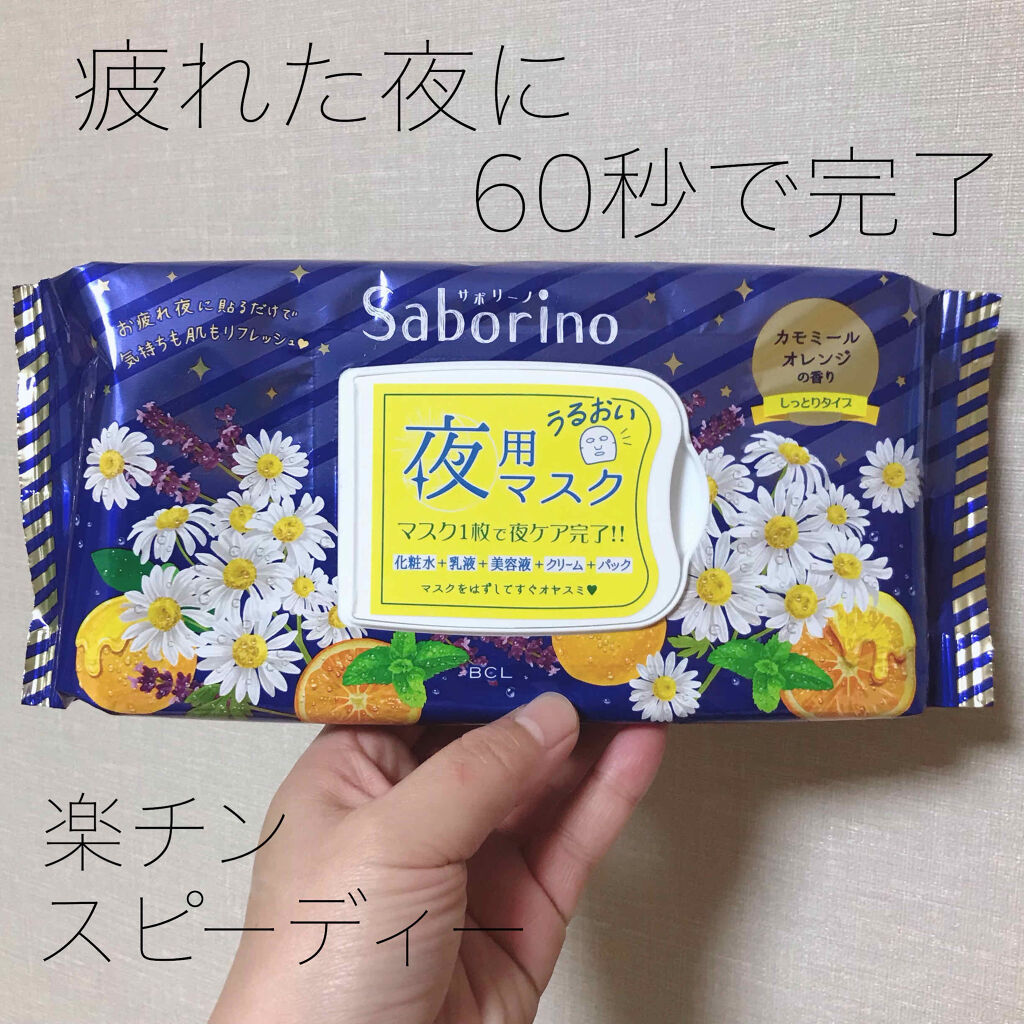 疲れた夜に
60秒で完了
お疲れ夜に貼るだけで
気持ちも肌もリフレッシュ♥
サボリーノ
Saborino
カモミール
オレンジ
の香り
しっとりタイプ
うるおい
夜用
マスク
マスク1枚で夜ケア完了!!
化粧水+乳液+美容液+クリーム+パック
マスクをはずしてすぐオヤスミ♥
BCL
楽チン
スピーディー